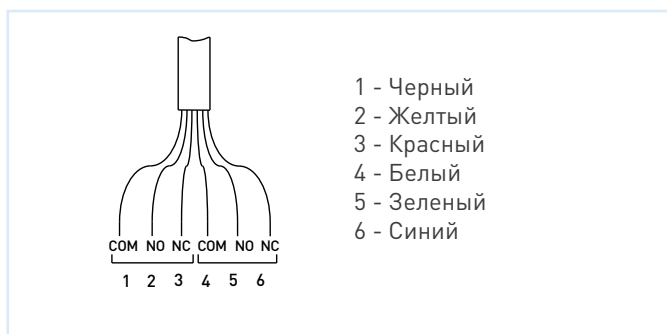 COM NO NC COM NO NC
1 2 3 4 5 6
1 - Черный
2 - Желтый
3 - Красный
4 - Белый
5 - Зеленый
6 - Синий